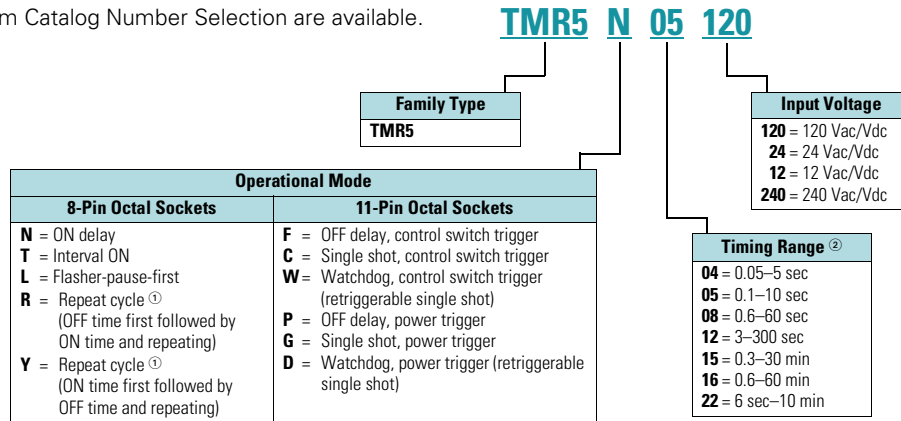 m Catalog Number Selection are available.
TMR5 N 05 120
Family Type
TMR5
Input Voltage
120 = 120 Vac/Vdc
24 = 24 Vac/Vdc
12 = 12 Vac/Vdc
240 = 240 Vac/Vdc
Operational Mode
8-Pin Octal Sockets
N = ON delay
T = Interval ON
L = Flasher-pause-first
R = Repeat cycle ①
(OFF time first followed by
ON time and repeating)
Y = Repeat cycle ①
(ON time first followed by
OFF time and repeating)
11-Pin Octal Sockets
F = OFF delay, control switch trigger
C = Single shot, control switch trigger
W = Watchdog, control switch trigger
(retriggerable single shot)
P = OFF delay, power trigger
G = Single shot, power trigger
D = Watchdog, power trigger (retriggerable
single shot)
Timing Range ②
04 = 0.05–5 sec
05 = 0.1–10 sec
08 = 0.6–60 sec
12 = 3–300 sec
15 = 0.3–30 min
16 = 0.6–60 min
22 = 6 sec–10 min